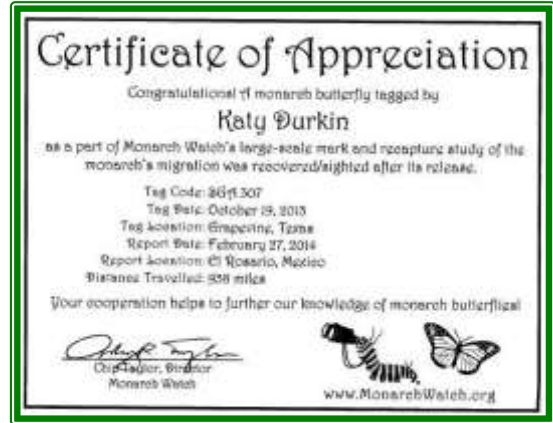 Certificate of Appreciation
Congratulations! A monarch butterfly tagged by
Katy Durkin
as a part of Monarch Watch's large-scale mark and recapture study of the
monarch's migration was recovered/sighted after its release.
Tag Code: SGA 307
Tag Date: October 19, 2013
Tag Location: Grapevine, Texas
Report Date: February 27, 2014
Report Location: El Rosario, Mexico
Distance Travelled: 938 miles
Your cooperation helps to further our knowledge of monarch butterflies!
Chip Taylor, Director
Monarch Watch
www.MonarchWatch.org